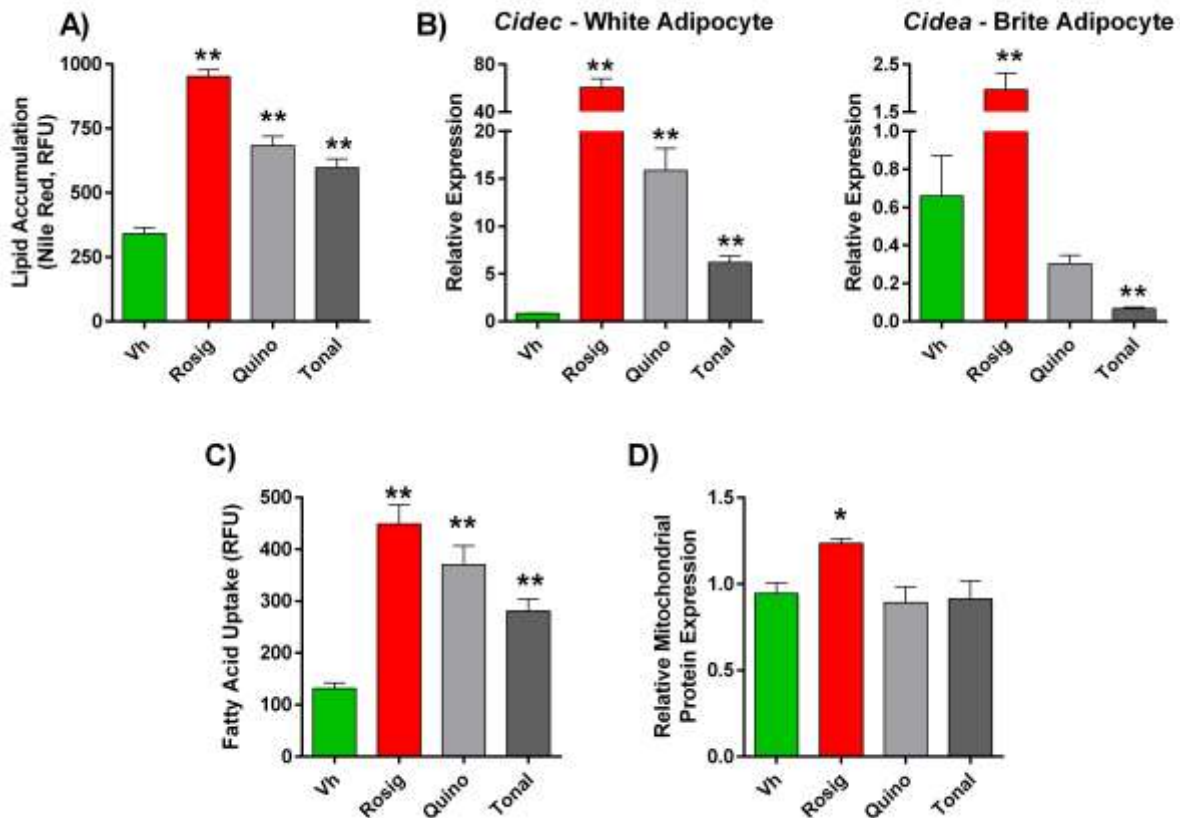 A)
Lipid Accumulation
(Nile Red, RFU)
1000
750
500
250
0
**
**
**
Vh
Rosig
Quino
Tonal
B)
Cidec - White Adipocyte
Relative Expression
80
40
20
15
10
5
0
**
**
**
Vh
Rosig
Quino
Tonal
Cidea - Brite Adipocyte
Relative Expression
2.5
1.5
1.0
0.8
0.6
0.4
0.2
0.0
**
**
Vh
Rosig
Quino
Tonal
C)
Fatty Acid Uptake (RFU)
500
400
300
200
100
0
**
**
**
Vh
Rosig
Quino
Tonal
D)
Relative Mitochondrial
Protein Expression
1.5
1.0
0.5
0.0
*
Vh
Rosig
Quino
Tonal